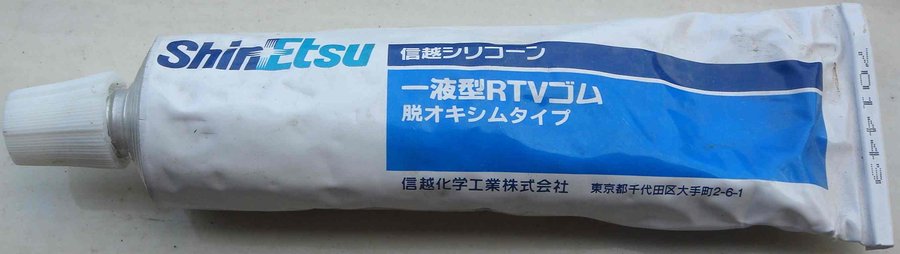 ShinEtsu
信越シリコーン
一液型RTVゴム
脱オキシムタイプ
信越化学工業株式会社 東京都千代田区大手町2-6-1